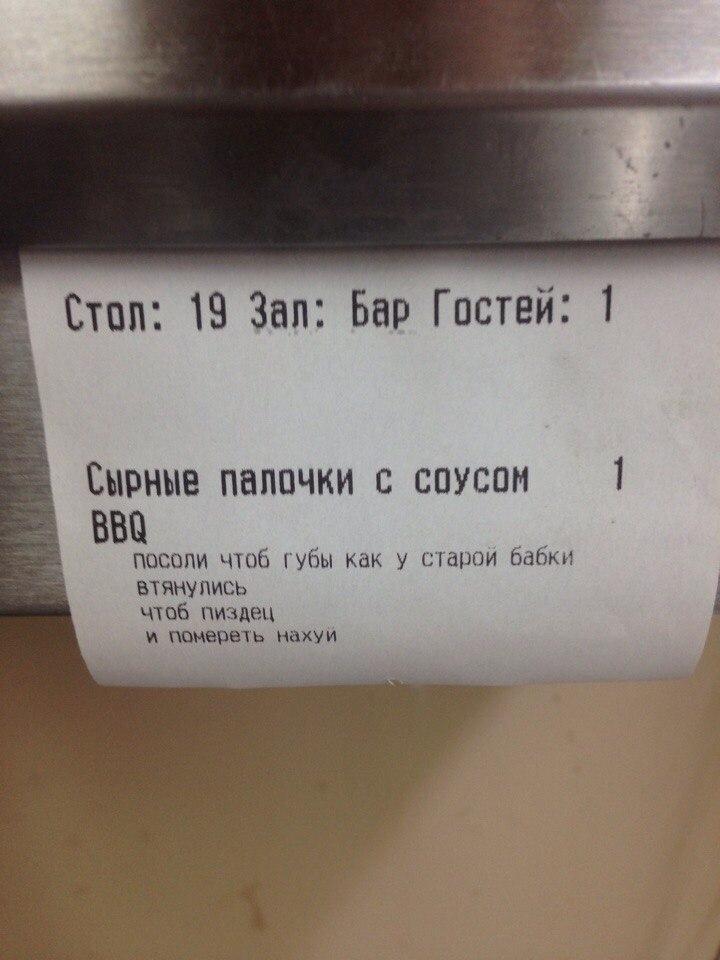 Стол: 19 Зал: Бар Гостей: 1
Сырные палочки с соусом 1
BBQ
посоли чтоб губы как у старой бабки
втянулись
чтоб пиздец
и помереть нахуй